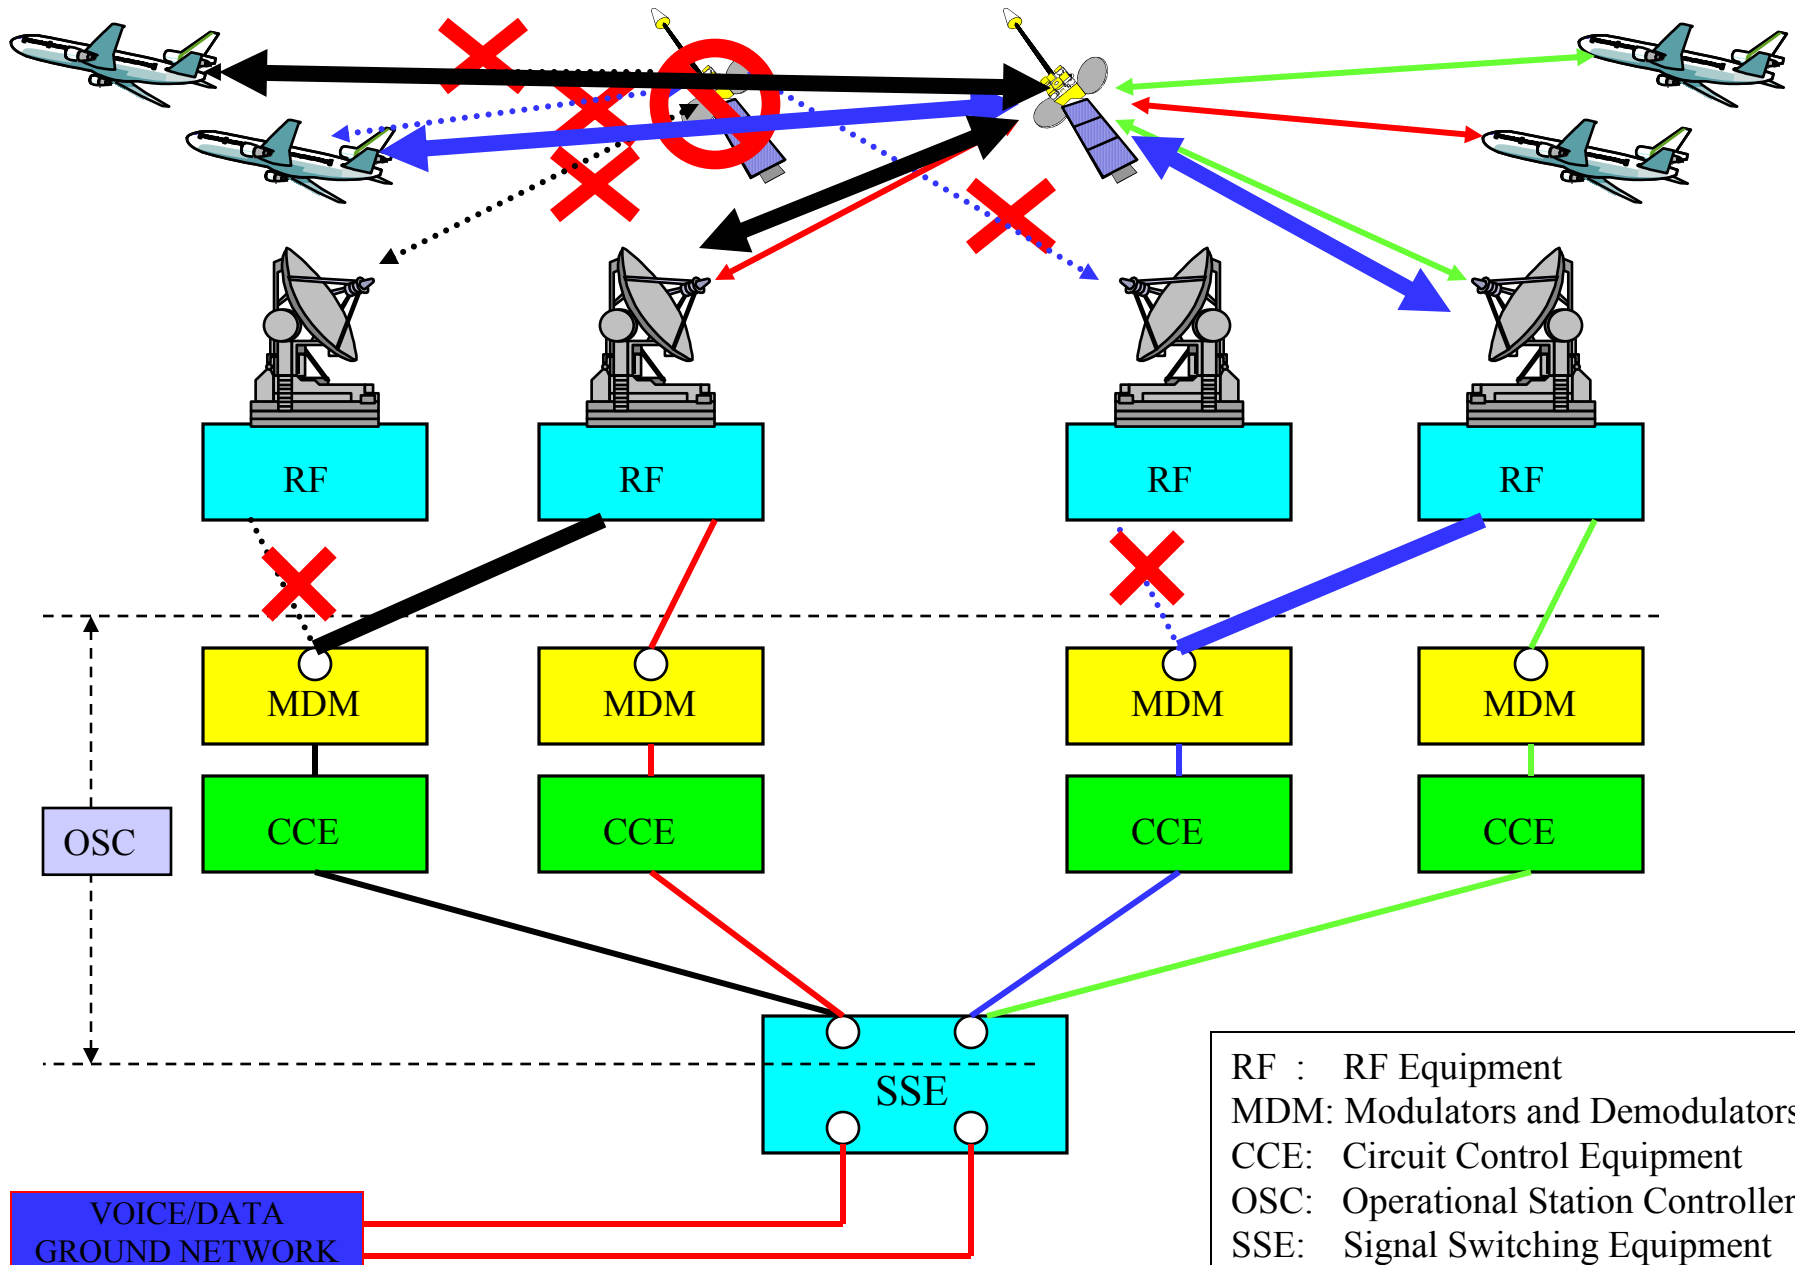 RF
RF
RF
RF
MDM
MDM
MDM
MDM
OSC
CCE
CCE
CCE
CCE
SSE
RF : RF Equipment
MDM: Modulators and Demodulators
CCE: Circuit Control Equipment
OSC: Operational Station Controller
SSE: Signal Switching Equipment
VOICE/DATA
GROUND NETWORK